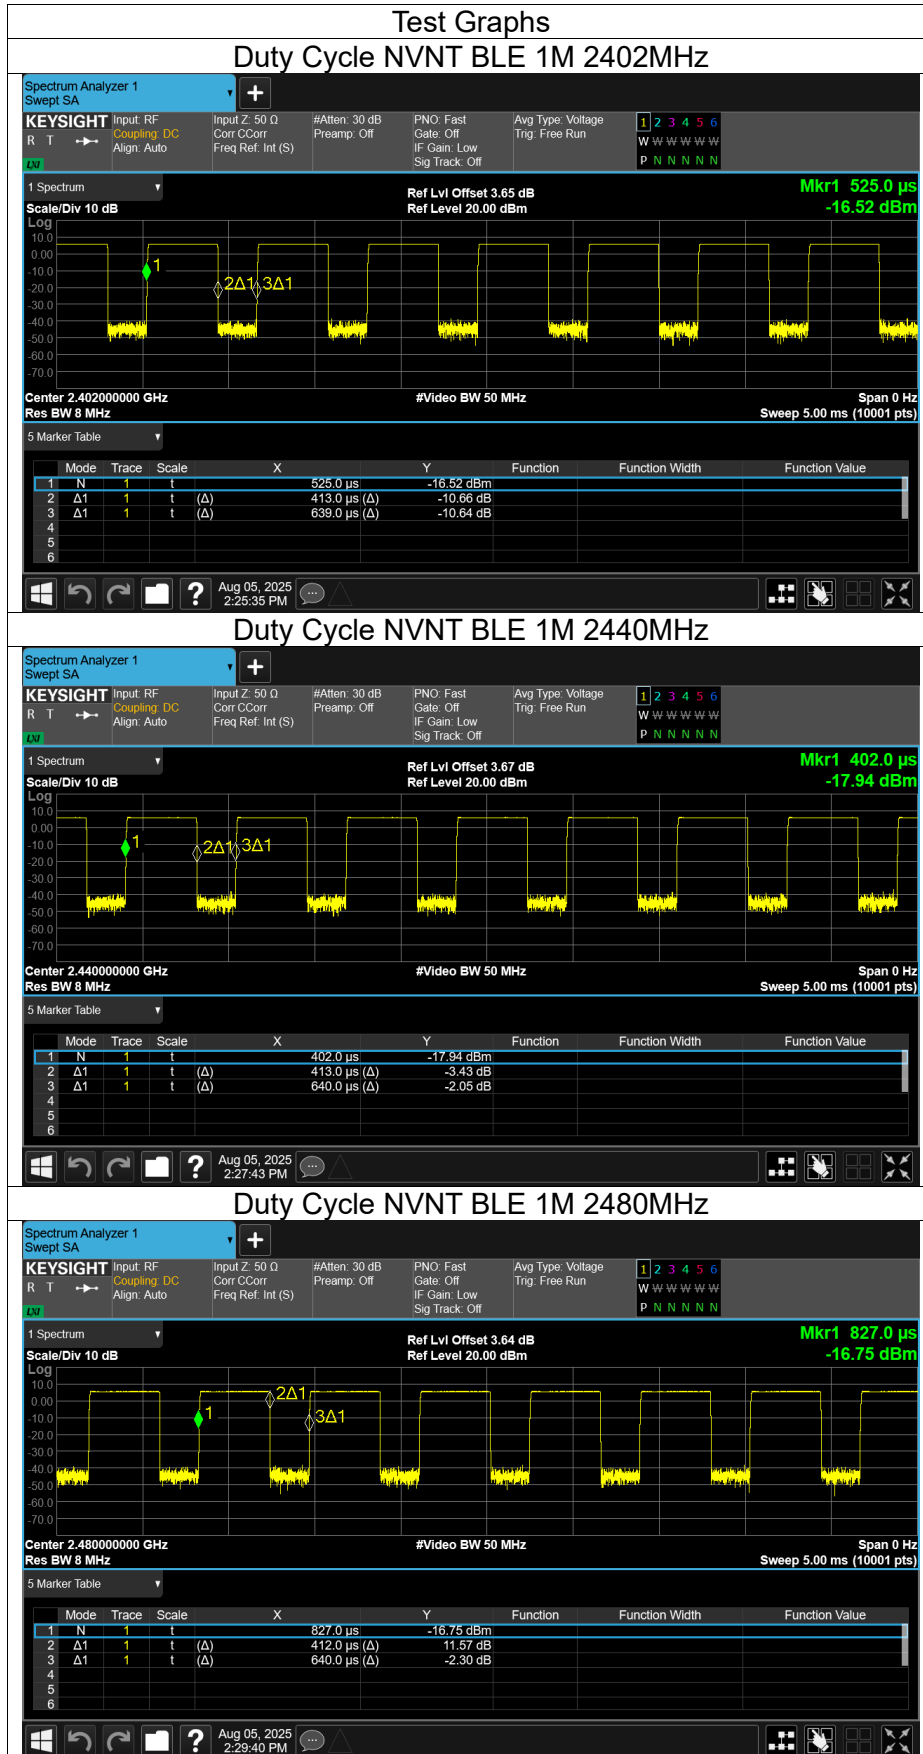 Test Graphs
Duty Cycle NVNT BLE 1M 2402MHz
Spectrum Analyzer 1
Swept SA
+
KEYSIGHT Input: RF Input Z: 50 Ω #Atten: 30 dB PNO: Fast Avg Type: Voltage 1 2 3 4 5 6
R T Coupling: DC Corr CCorr Preamp: Off Gate: Off Trig: Free Run W W W W W W
Align: Auto Freq Ref: Int (S) IF Gain: Low
LXI Sig Track: Off P N N N N N
1 Spectrum Ref Lvl Offset 3.65 dB Mkr1 525.0 µs
Scale/Div 10 dB Ref Level 20.00 dBm -16.52 dBm
Log
10.0
0.00
-10.0 1
-20.0 2Δ1 3Δ1
-30.0
-40.0
-50.0
-60.0
-70.0
Center 2.402000000 GHz #Video BW 50 MHz Span 0 Hz
Res BW 8 MHz Sweep 5.00 ms (10001 pts)
5 Marker Table
Mode Trace Scale X Y Function Function Width Function Value
1 N 1 t 525.0 µs -16.52 dBm
2 Δ1 1 t (Δ) 413.0 µs (Δ) -10.66 dB
3 Δ1 1 t (Δ) 639.0 µs (Δ) -10.64 dB
4
5
6
? Aug 05, 2025
2:25:35 PM
Duty Cycle NVNT BLE 1M 2440MHz
Spectrum Analyzer 1
Swept SA
+
KEYSIGHT Input: RF Input Z: 50 Ω #Atten: 30 dB PNO: Fast Avg Type: Voltage 1 2 3 4 5 6
R T Coupling: DC Corr CCorr Preamp: Off Gate: Off Trig: Free Run W W W W W W
Align: Auto Freq Ref: Int (S) IF Gain: Low
LXI Sig Track: Off P N N N N N
1 Spectrum Ref Lvl Offset 3.67 dB Mkr1 402.0 µs
Scale/Div 10 dB Ref Level 20.00 dBm -17.94 dBm
Log
10.0
0.00
-10.0 1 2Δ1 3Δ1
-20.0
-30.0
-40.0
-50.0
-60.0
-70.0
Center 2.440000000 GHz #Video BW 50 MHz Span 0 Hz
Res BW 8 MHz Sweep 5.00 ms (10001 pts)
5 Marker Table
Mode Trace Scale X Y Function Function Width Function Value
1 N 1 t 402.0 µs -17.94 dBm
2 Δ1 1 t (Δ) 413.0 µs (Δ) -3.43 dB
3 Δ1 1 t (Δ) 640.0 µs (Δ) -2.05 dB
4
5
6
? Aug 05, 2025
2:27:43 PM
Duty Cycle NVNT BLE 1M 2480MHz
Spectrum Analyzer 1
Swept SA
+
KEYSIGHT Input: RF Input Z: 50 Ω #Atten: 30 dB PNO: Fast Avg Type: Voltage 1 2 3 4 5 6
R T Coupling: DC Corr CCorr Preamp: Off Gate: Off Trig: Free Run W W W W W W
Align: Auto Freq Ref: Int (S) IF Gain: Low
LXI Sig Track: Off P N N N N N
1 Spectrum Ref Lvl Offset 3.64 dB Mkr1 827.0 µs
Scale/Div 10 dB Ref Level 20.00 dBm -16.75 dBm
Log
10.0 2Δ1
0.00
-10.0 1 3Δ1
-20.0
-30.0
-40.0
-50.0
-60.0
-70.0
Center 2.480000000 GHz #Video BW 50 MHz Span 0 Hz
Res BW 8 MHz Sweep 5.00 ms (10001 pts)
5 Marker Table
Mode Trace Scale X Y Function Function Width Function Value
1 N 1 t 827.0 µs -16.75 dBm
2 Δ1 1 t (Δ) 412.0 µs (Δ) 11.57 dB
3 Δ1 1 t (Δ) 640.0 µs (Δ) -2.30 dB
4
5
6
? Aug 05, 2025
2:29:40 PM